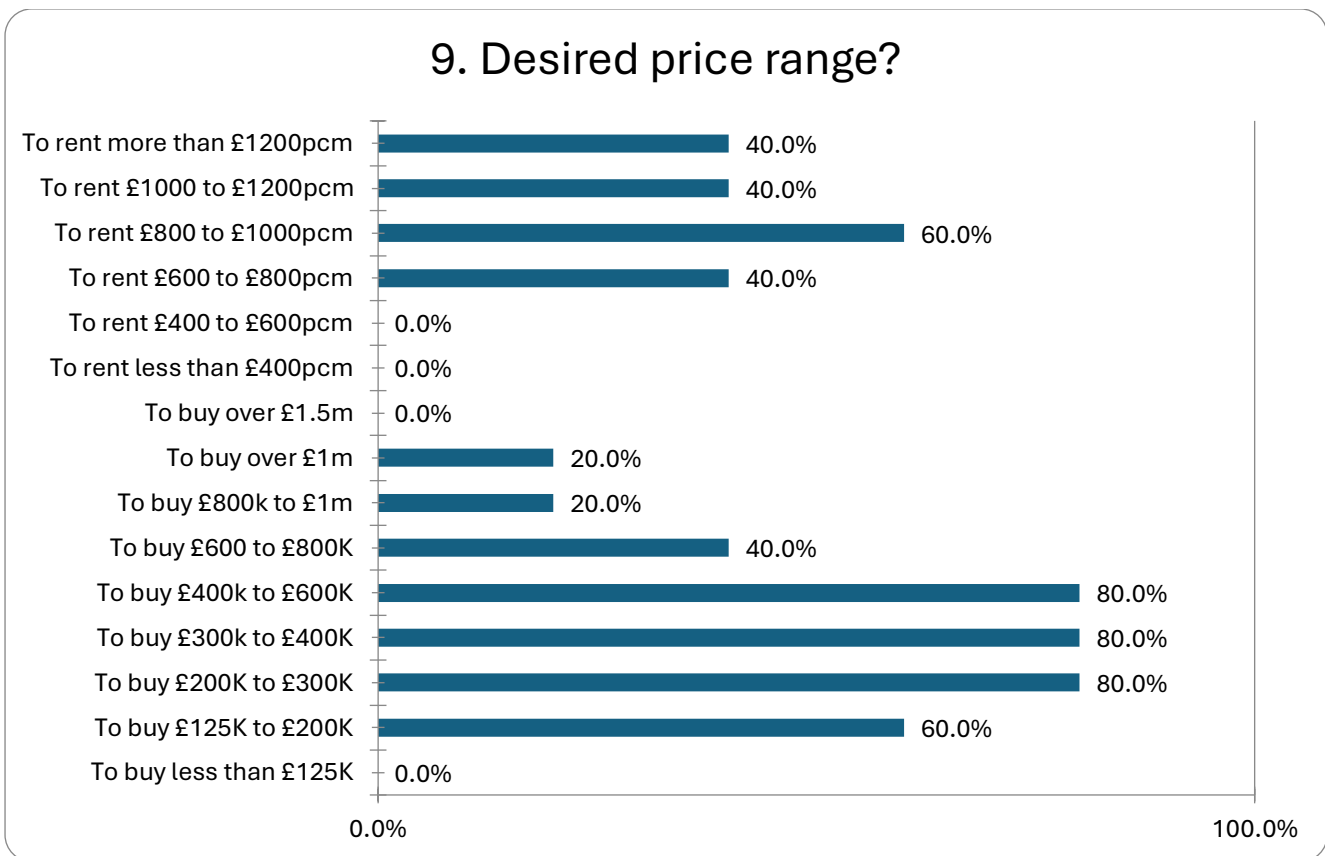 9. Desired price range?
To rent more than £1200pcm 40.0%
To rent £1000 to £1200pcm 40.0%
To rent £800 to £1000pcm 60.0%
To rent £600 to £800pcm 40.0%
To rent £400 to £600pcm 0.0%
To rent less than £400pcm 0.0%
To buy over £1.5m 0.0%
To buy over £1m 20.0%
To buy £800k to £1m 20.0%
To buy £600 to £800K 40.0%
To buy £400k to £600K 80.0%
To buy £300k to £400K 80.0%
To buy £200K to £300K 80.0%
To buy £125K to £200K 60.0%
To buy less than £125K 0.0%
0.0% 100.0%